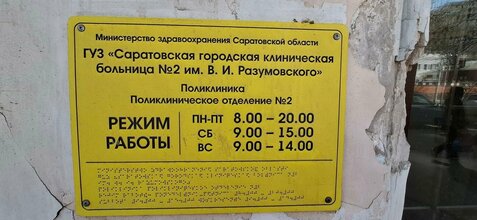 Министерство здравоохранения Саратовской области
ГУЗ «Саратовская городская клиническая
больница №2 им. В. И. Разумовского»
Поликлиника
Поликлиническое отделение №2
РЕЖИМ
РАБОТЫ
ПН-ПТ 8.00 – 20.00
СБ 9.00 – 15.00
ВС 9.00 – 14.00